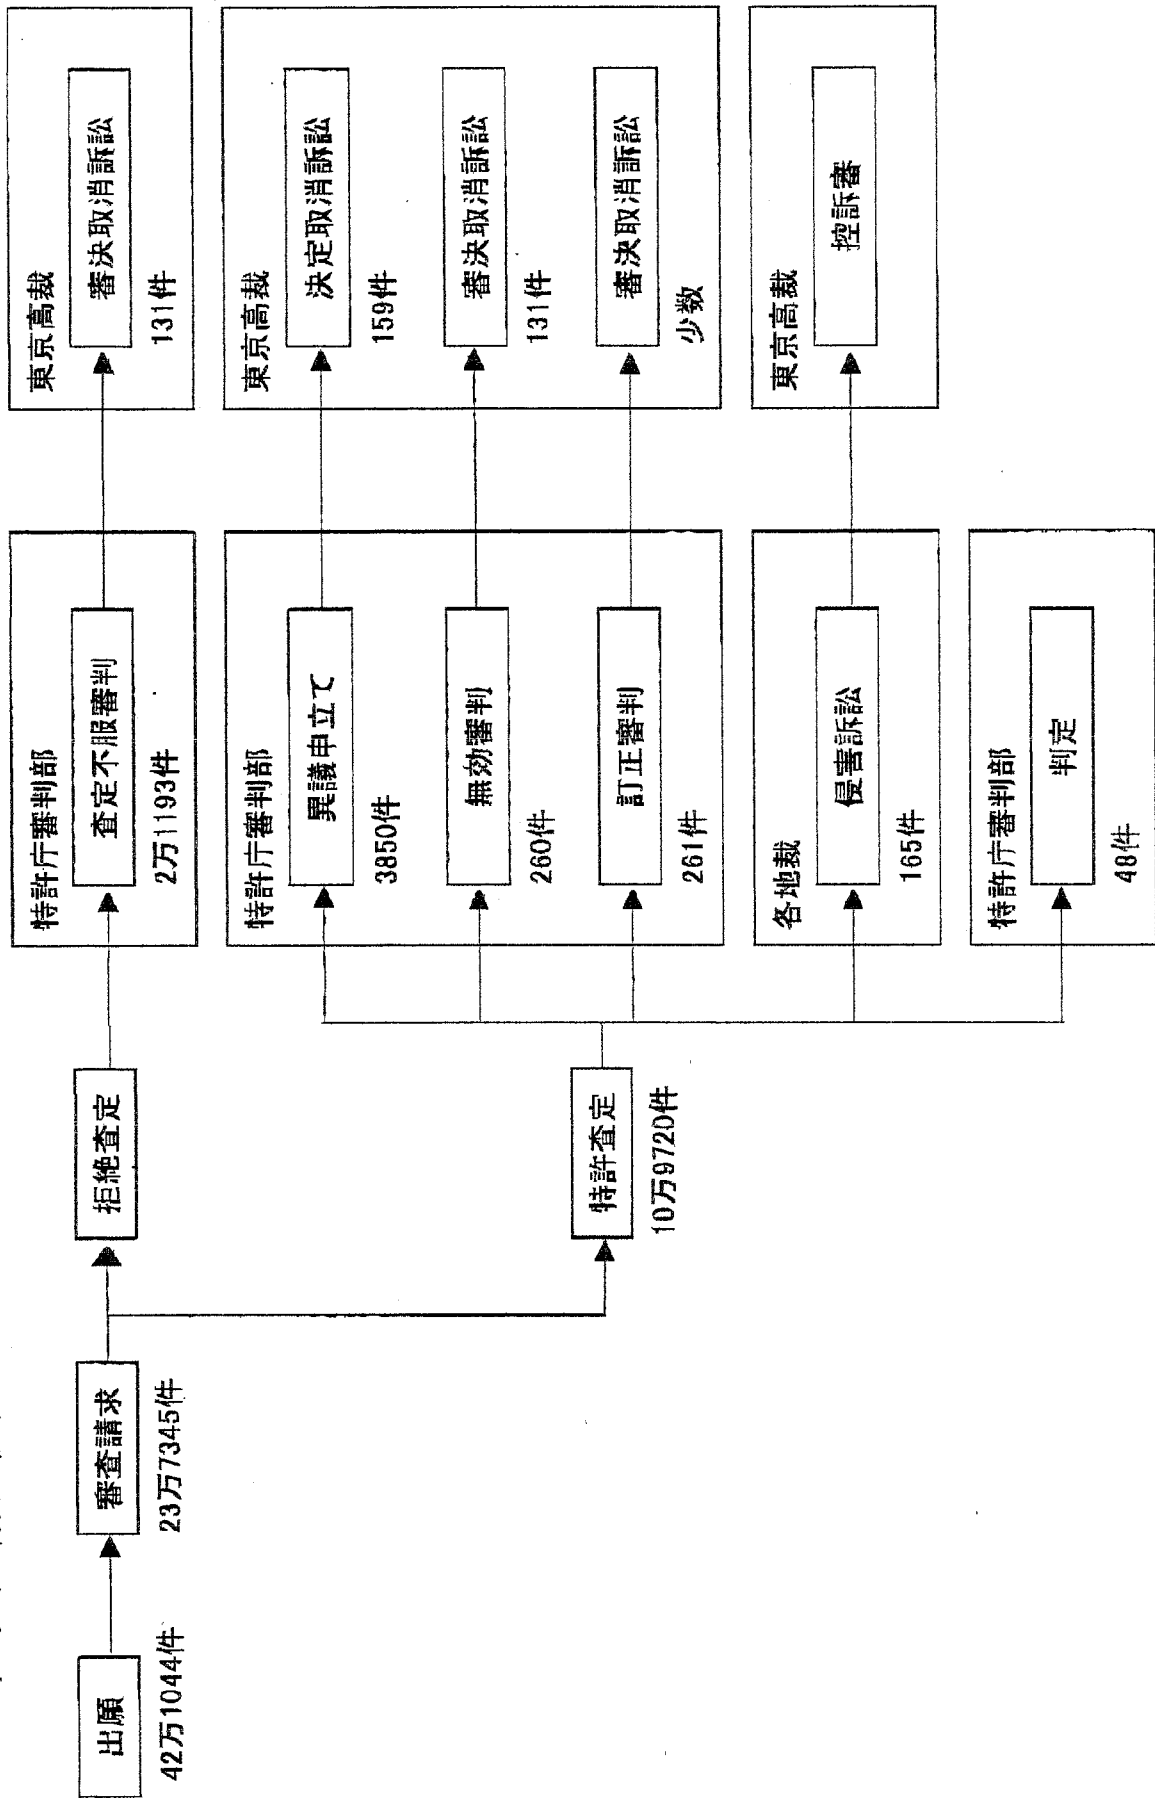 出願
42万1044件
審査請求
23万7345件
拒絶査定
特許査定
10万9720件
特許庁審判部
査定不服審判
2万1193件
特許庁審判部
異議申立て
3850件
無効審判
260件
訂正審判
261件
各地裁
侵害訴訟
165件
特許庁審判部
判定
48件
東京高裁
審決取消訴訟
131件
東京高裁
決定取消訴訟
159件
審決取消訴訟
131件
審決取消訴訟
少数
東京高裁
控訴審